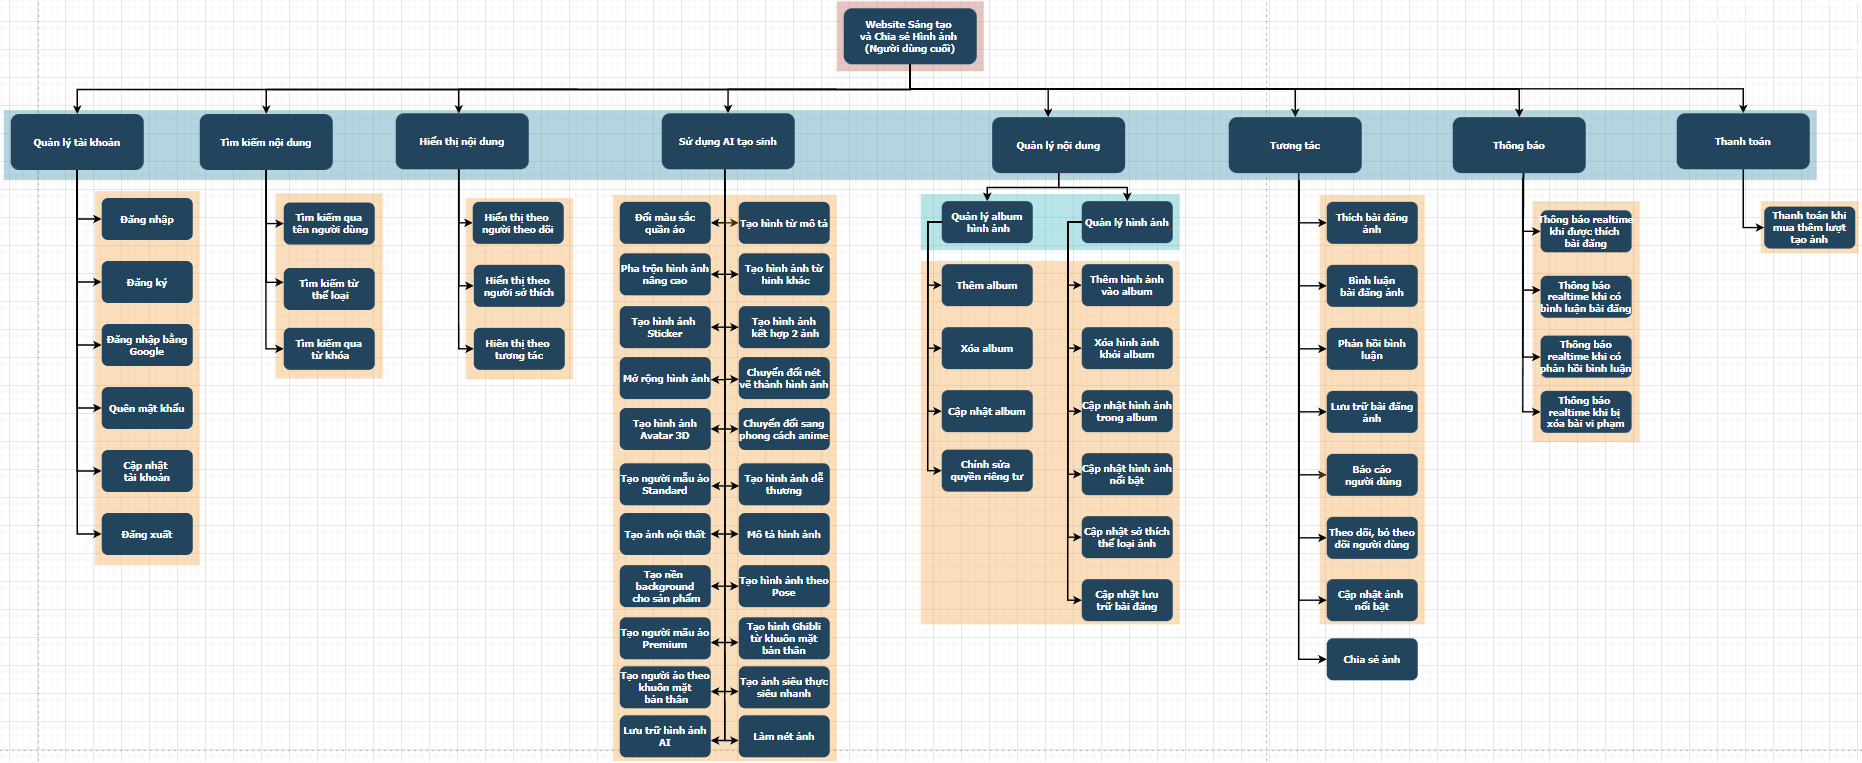 Website Sáng tạo
và Chia sẻ Hình ảnh
(Người dùng cuối)
Quản lý tài khoản
Tìm kiếm nội dung
Hiển thị nội dung
Sử dụng AI tạo sinh
Quản lý nội dung
Tương tác
Thông báo
Thanh toán
Đăng nhập
Đăng ký
Đăng nhập bằng
Google
Quên mật khẩu
Cập nhật
tài khoản
Đăng xuất
Tìm kiếm qua
tên người dùng
Tìm kiếm từ
thể loại
Tìm kiếm qua
từ khóa
Hiển thị theo
người theo dõi
Hiển thị theo
người sở thích
Hiên thị theo
tương tác
Đổi màu sắc
quần áo
Tạo hình từ mô tả
Pha trộn hình ảnh
nâng cao
Tạo hình ảnh từ
hình khác
Tạo hình ảnh
Sticker
Tạo hình ảnh
kết hợp 2 ảnh
Mở rộng hình ảnh
Chuyển đổi nét
vẽ thành hình ảnh
Tạo hình ảnh
Avatar 3D
Chuyển đổi sang
phong cách anime
Tạo người mẫu ảo
Standard
Tạo hình ảnh dễ
thương
Tạo ảnh nội thất
Mô tả hình ảnh
Tạo nền
background
cho sản phẩm
Tạo hình ảnh theo
Pose
Tạo người mãu ảo
Premium
Tạo hình Ghibli
từ khuôn mặt
bản thân
Tạo người ảo theo
khuôn mặt
bản thân
Tạo ảnh siêu thực
siêu nhanh
Lưu trữ hình ảnh
AI
Làm nét ảnh
Quản lý album
hình ảnh
Thêm album
Xóa album
Cập nhật album
Chỉnh sửa
quyền riêng tư
Quản lý hình ảnh
Thêm hình ảnh
vào album
Xóa hình ảnh
khỏi album
Cập nhật hình ảnh
trong album
Cập nhật hình ảnh
nổi bật
Cập nhật sở thích
thể loại ảnh
Cập nhật lưu
trữ bài đăng
Thích bài đăng
ảnh
Bình luận
bài đăng ảnh
Phản hồi bình
luận
Lưu trữ bài đăng
ảnh
Báo cáo
người dùng
Theo dõi, bỏ theo
dõi người dùng
Cập nhật ảnh
nổi bật
Chia sẻ ảnh
Thông báo realtime
khi được thích
bài đăng
Thông báo
realtime khi có
bình luận bài đăng
Thông báo
realtime khi có
phản hồi bình luận
Thông báo
realtime khi bị
xóa bài vi phạm
Thanh toán khi
mua thêm lượt
tạo ảnh